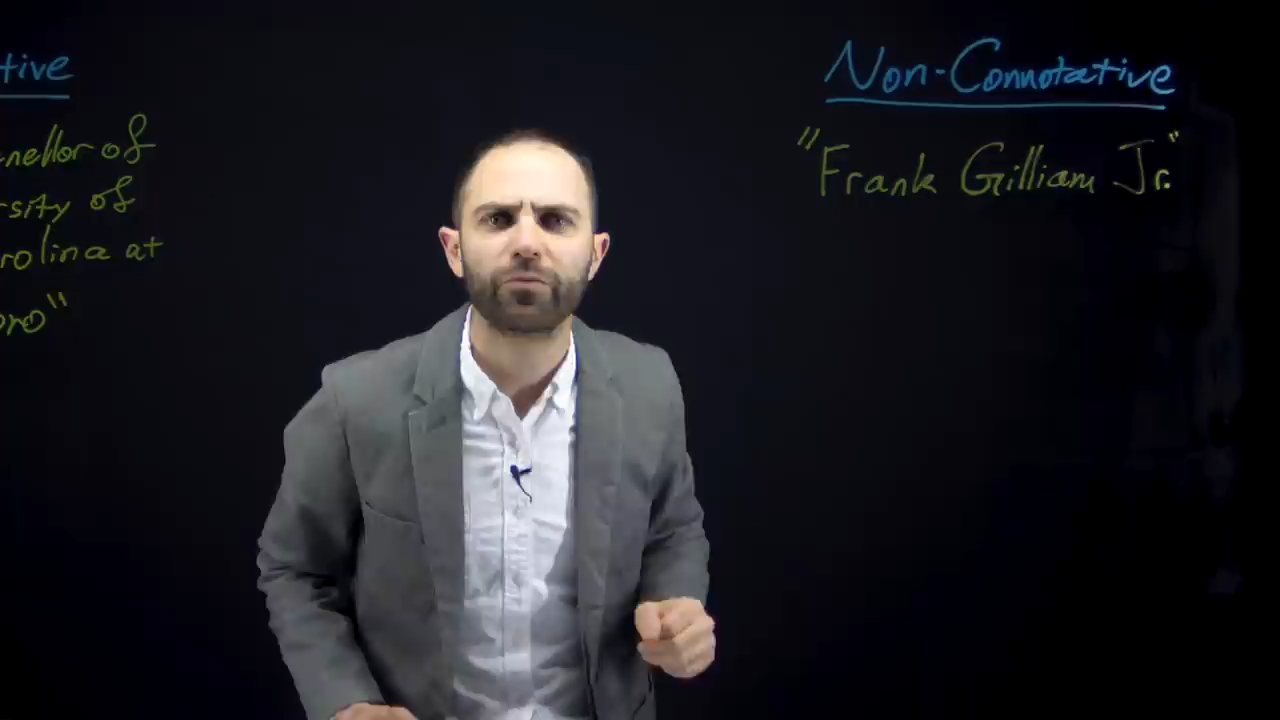 tive
nellor of
rsity of
rolina at
oro"
Non-Connotative
"Frank Gilliam Jr."